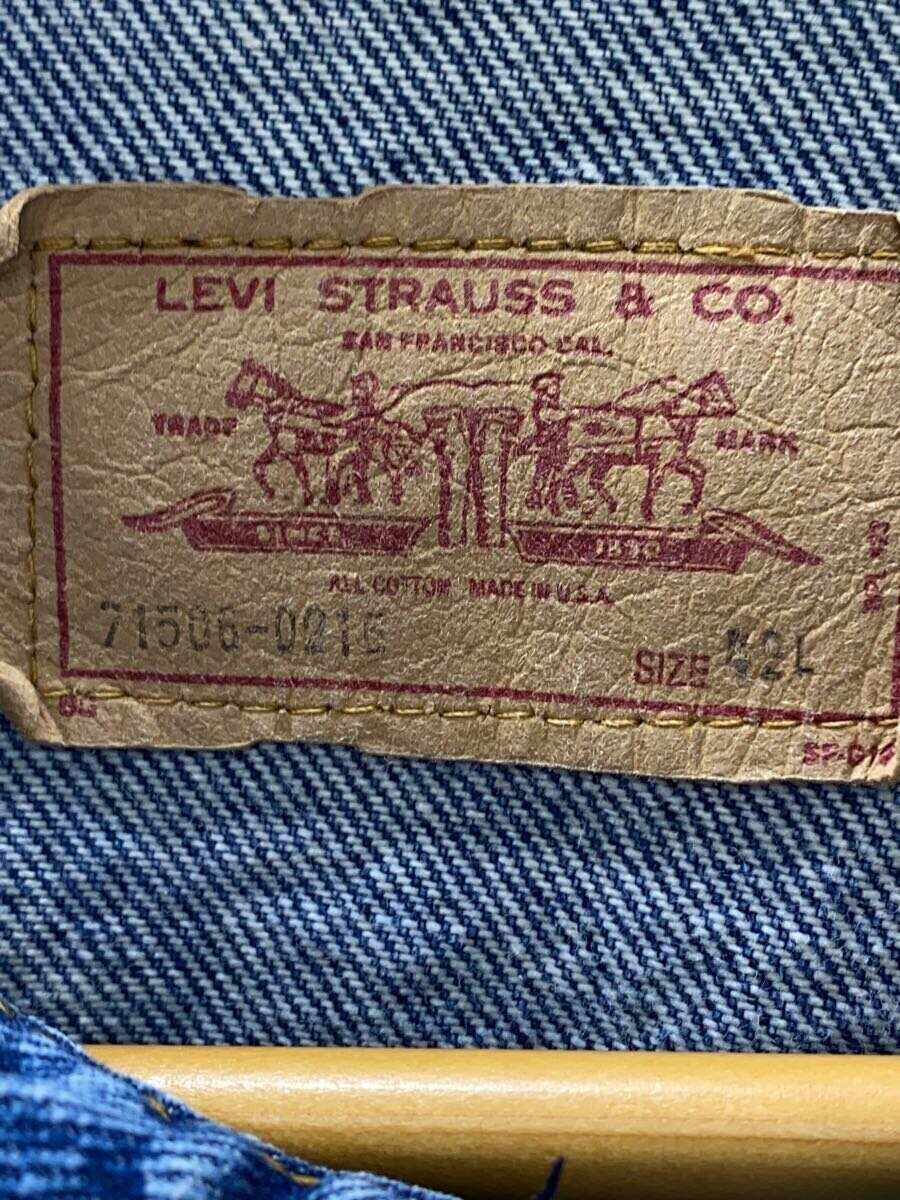 LEVI STRAUSS & CO.
SAN FRANCISCO CAL.
TRADE MARK
ALL COTTON MADE IN U.S.A.
71506-0216
SIZE 42L